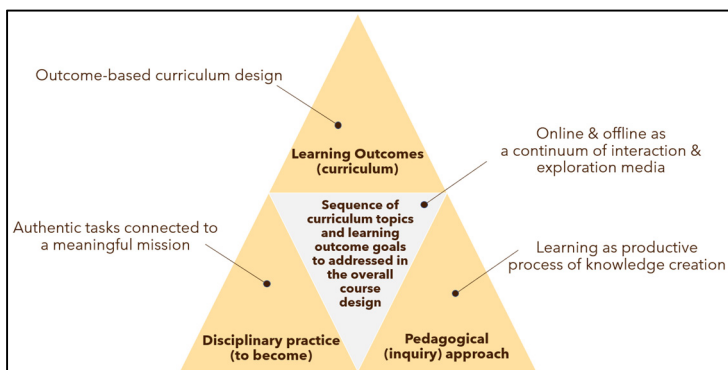 Outcome-based curriculum design
Learning Outcomes
(curriculum)
Online & offline as
a continuum of interaction &
exploration media
Sequence of
curriculum topics
and learning
outcome goals
to addressed in
the overall
course
design
Authentic tasks connected to
a meaningful mission
Learning as productive
process of knowledge creation
Disciplinary practice
(to become)
Pedagogical
(inquiry) approach